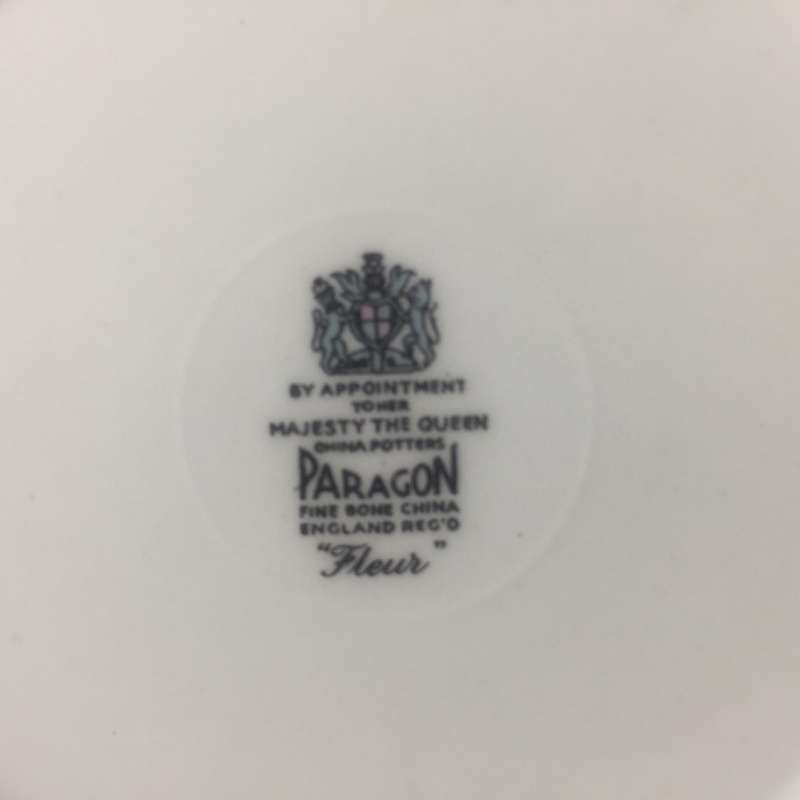 BY APPOINTMENT
TO HER
MAJESTY THE QUEEN
CHINA POTTERS
PARAGON
FINE BONE CHINA
ENGLAND REG'D
"Fleur"